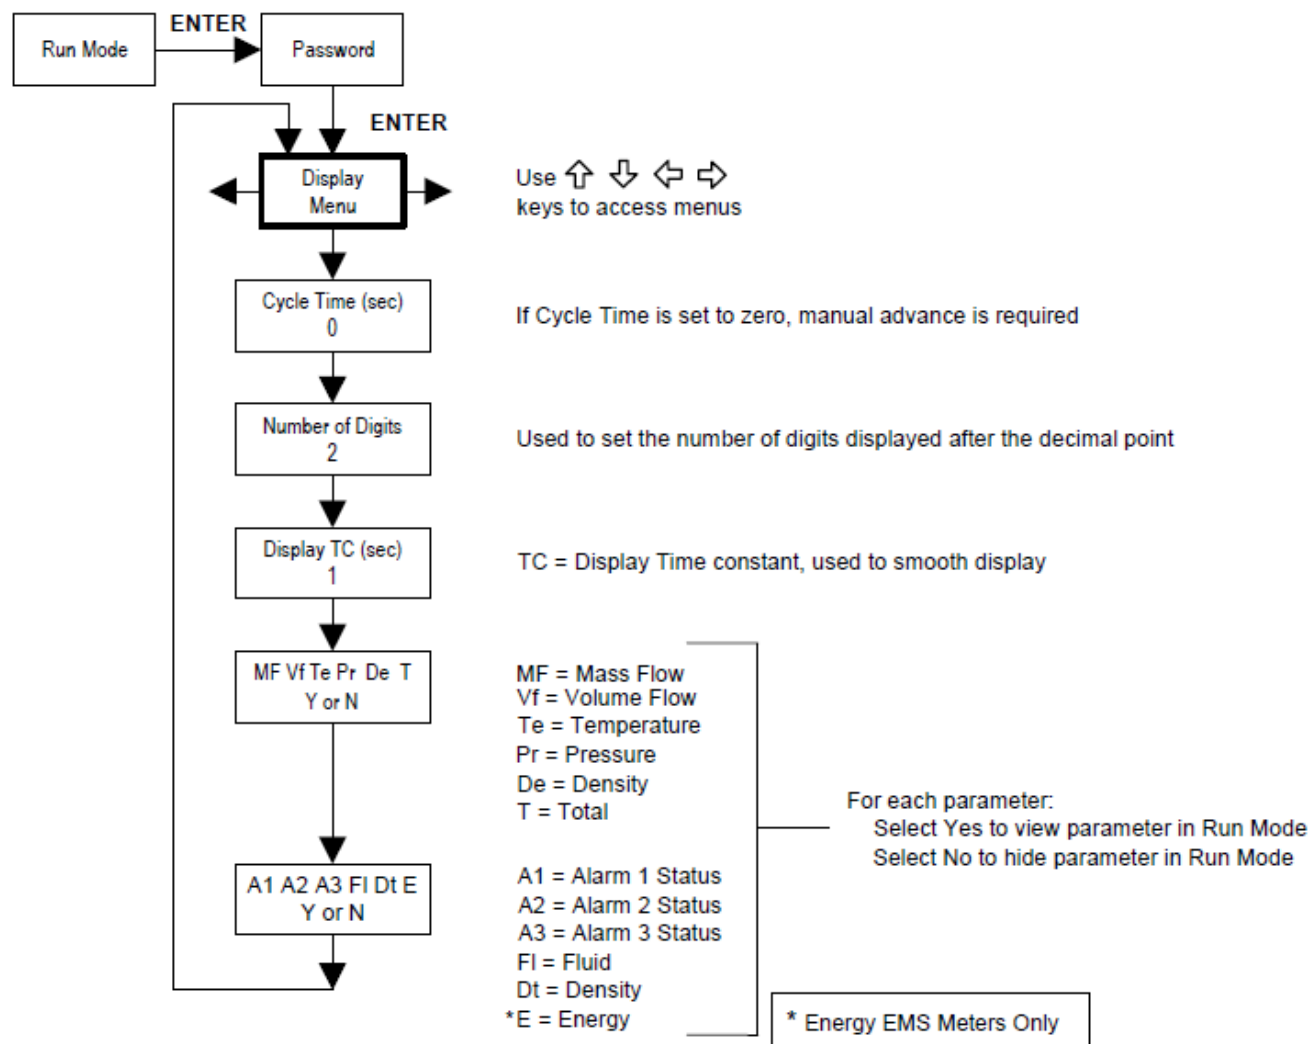 ENTER
Run Mode
Password
ENTER
Display
Menu
Use
keys to access menus
Cycle Time (sec)
0
If Cycle Time is set to zero, manual advance is required
Number of Digits
2
Used to set the number of digits displayed after the decimal point
Display TC (sec)
1
TC = Display Time constant, used to smooth display
MF Vf Te Pr De T
Y or N
MF = Mass Flow
Vf = Volume Flow
Te = Temperature
Pr = Pressure
De = Density
T = Total
For each parameter:
Select Yes to view parameter in Run Mode
Select No to hide parameter in Run Mode
A1 A2 A3 Fl Dt E
Y or N
A1 = Alarm 1 Status
A2 = Alarm 2 Status
A3 = Alarm 3 Status
Fl = Fluid
Dt = Density
*E = Energy
* Energy EMS Meters Only